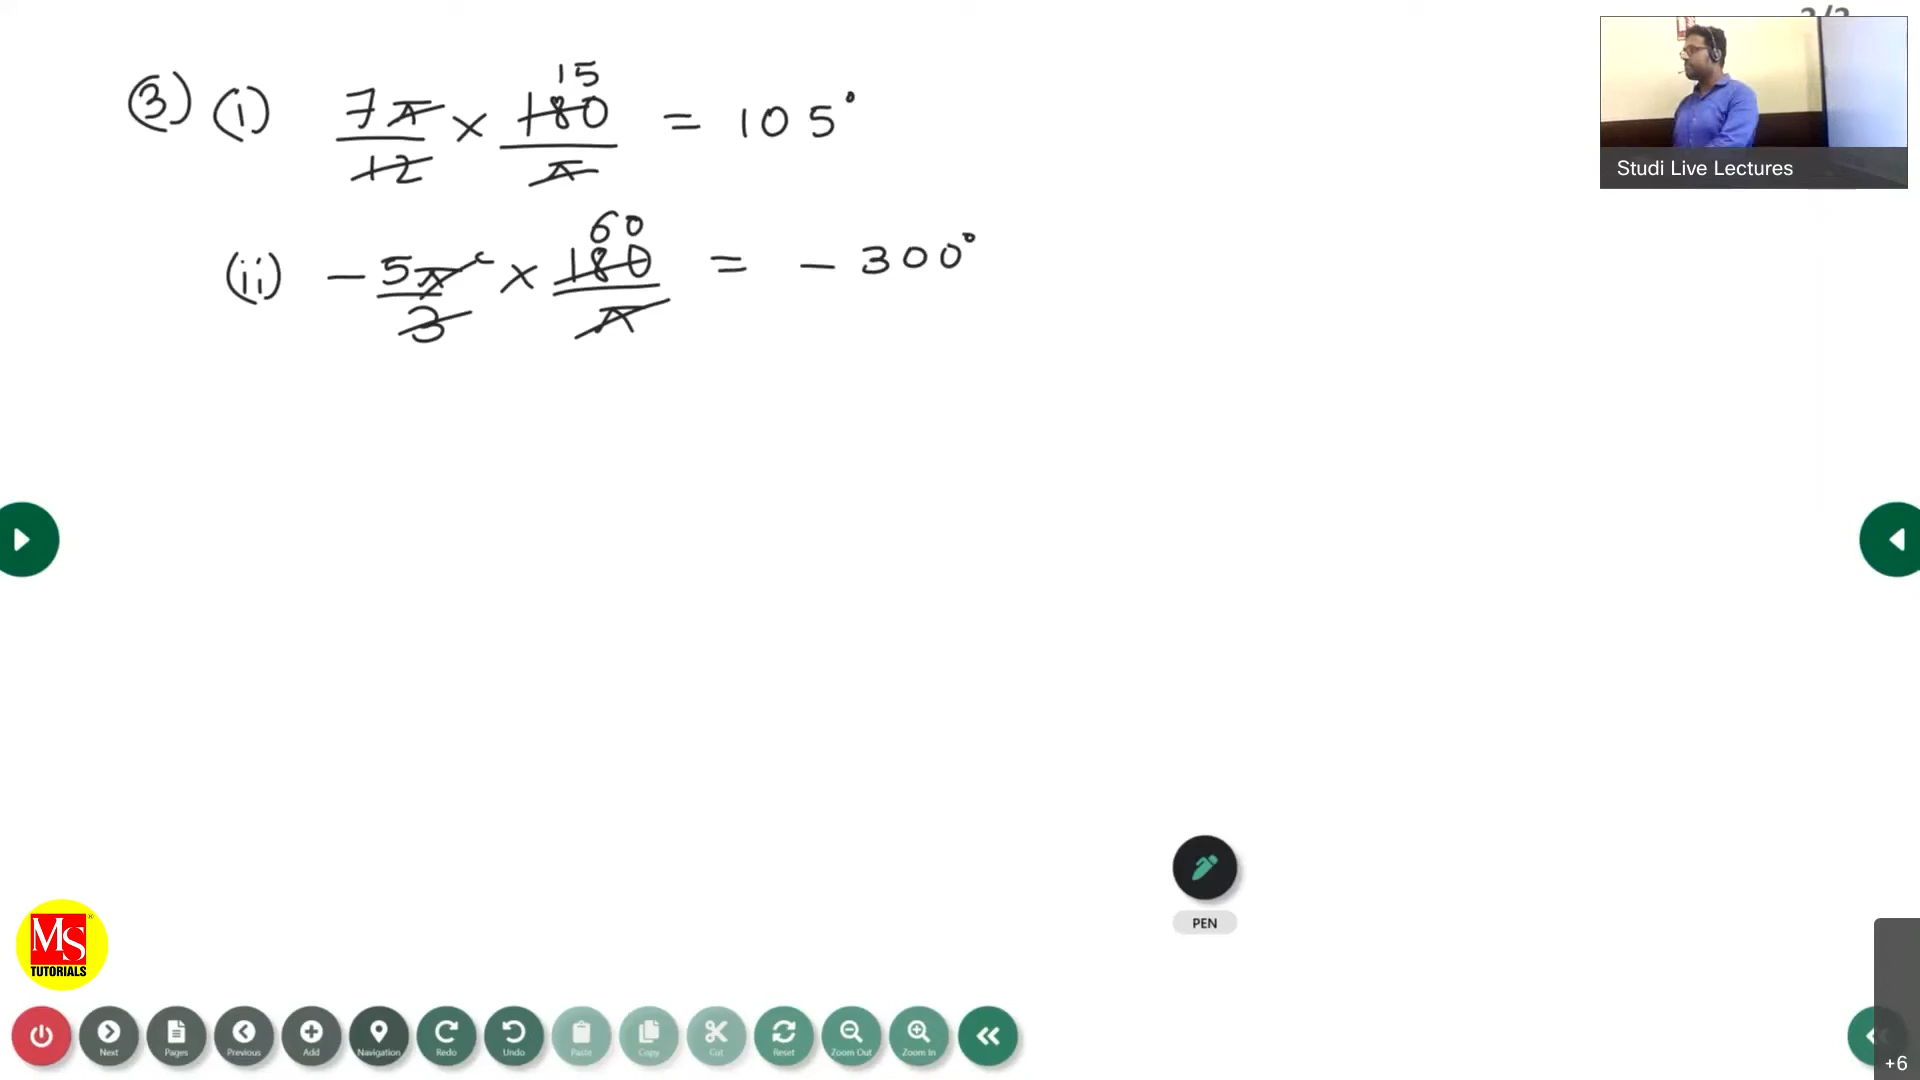 ③ (i) 7π/12 × 180/π = 105°
15
(ii) -5πᶜ/3 × 180/π = -300°
60
Studi Live Lectures
PEN
MS
TUTORIALS
Next Pages Previous Add Navigation Redo Undo Paste Copy Cut Reset Zoom Out Zoom In
+6